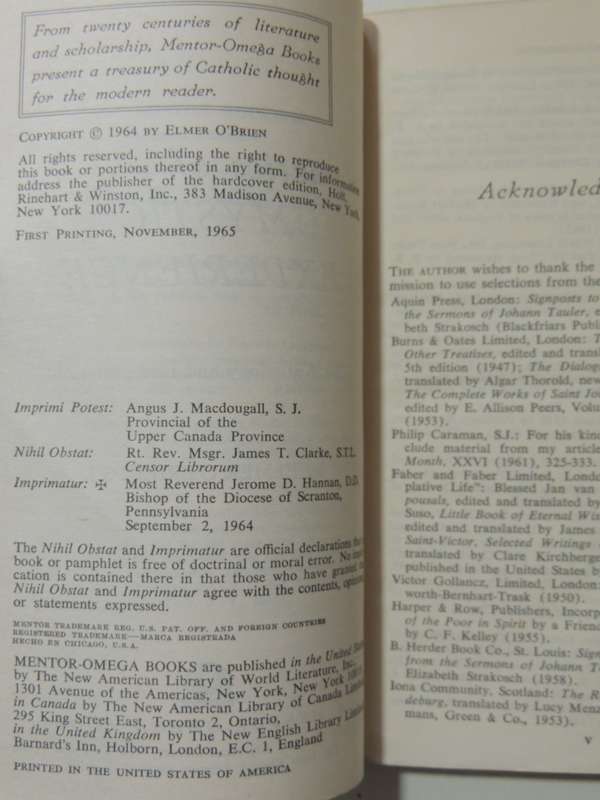 From twenty centuries of literature
and scholarship, Mentor-Omega Books
present a treasury of Catholic thought
for the modern reader.
COPYRIGHT © 1964 BY ELMER O'BRIEN
All rights reserved, including the right to reproduce
this book or portions thereof in any form. For information
address the publisher of the hardcover edition, Holt,
Rinehart & Winston, Inc., 383 Madison Avenue, New York,
New York 10017.
FIRST PRINTING, NOVEMBER, 1965
Imprimi Potest: Angus J. Macdougall, S. J.
Provincial of the
Upper Canada Province
Nihil Obstat: Rt. Rev. Msgr. James T. Clarke, S.T.L.
Censor Librorum
Imprimatur: ✠ Most Reverend Jerome D. Hannan, D.D.
Bishop of the Diocese of Scranton,
Pennsylvania
September 2, 1964
The Nihil Obstat and Imprimatur are official declarations that a
book or pamphlet is free of doctrinal or moral error. No
cation is contained there in that those who have granted the
Nihil Obstat and Imprimatur agree with the contents, opinions
or statements expressed.
MENTOR TRADEMARK REG. U.S. PAT. OFF. AND FOREIGN COUNTRIES
REGISTERED TRADEMARK—MARCA REGISTRADA
HECHO EN CHICAGO, U.S.A.
MENTOR-OMEGA BOOKS are published in the United States
by The New American Library of World Literature, Inc.,
1301 Avenue of the Americas, New York, New York 10019
in Canada by The New American Library of Canada Limited
295 King Street East, Toronto 2, Ontario,
in the United Kingdom by The New English Library Limited
Barnard's Inn, Holborn, London, E.C. 1, England
PRINTED IN THE UNITED STATES OF AMERICA
Acknowled
THE AUTHOR wishes to thank the
mission to use selections from the
Aquin Press, London: Signposts to
the Sermons of Johann Tauler, e
beth Strakosch (Blackfriars Publi
Burns & Oates Limited, London: T
Other Treatises, edited and transl
5th edition (1947); The Dialog
translated by Algar Thorold, new
The Complete Works of Saint Jo
edited by E. Allison Peers, Volu
(1953).
Philip Caraman, S.J.: For his kind
clude material from my article
Month, XXVI (1961), 325-333.
Faber and Faber Limited, Londo
plative Life": Blessed Jan van
pousals, edited and translated by
Suso, Little Book of Eternal Wis
edited and translated by James
Saint-Victor, Selected Writings
translated by Clare Kirchberge
published in the United States by
Victor Gollancz, Limited, London:
worth-Bernhart-Trask (1950).
Harper & Row, Publishers, Incorp
of the Poor in Spirit by a Friend
by C. F. Kelley (1955).
B. Herder Book Co., St. Louis: Sign
from the Sermons of Johann T
Elizabeth Strakosch (1958).
Iona Community, Scotland: The R
deburg, translated by Lucy Menz
mans, Green & Co., 1953).
v